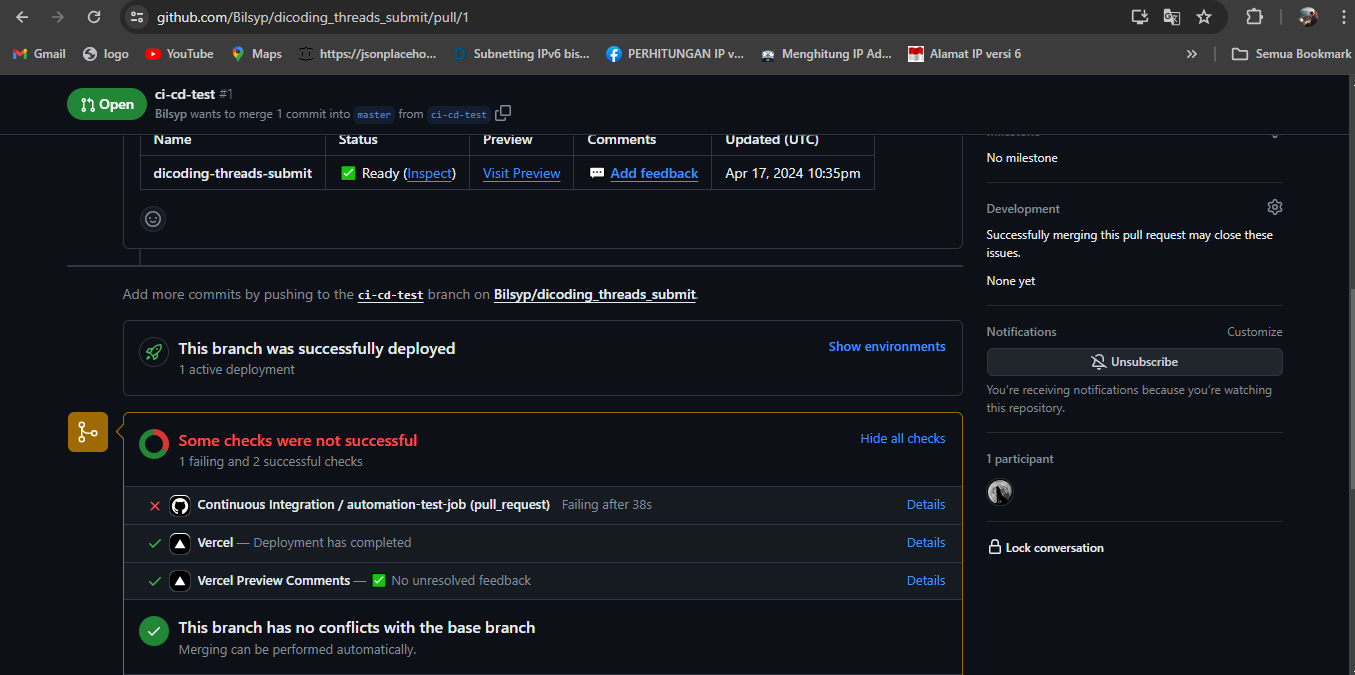 github.com/Bilsyp/dicoding_threads_submit/pull/1
Gmail logo YouTube Maps https://jsonplaceho... Subnetting IPv6 bis... PERHITUNGAN IP v... Menghitung IP Ad... Alamat IP versi 6 » Semua Bookmark
Open
ci-cd-test #1
Bilsyp wants to merge 1 commit into master from ci-cd-test
Name Status Preview Comments Updated (UTC)
dicoding-threads-submit Ready (Inspect) Visit Preview Add feedback Apr 17, 2024 10:35pm
Add more commits by pushing to the ci-cd-test branch on Bilsyp/dicoding_threads_submit.
This branch was successfully deployed
1 active deployment
Show environments
Some checks were not successful
1 failing and 2 successful checks
Hide all checks
Continuous Integration / automation-test-job (pull_request) Failing after 38s Details
Vercel — Deployment has completed Details
Vercel Preview Comments — ✅ No unresolved feedback Details
This branch has no conflicts with the base branch
Merging can be performed automatically.
No milestone
Development
Successfully merging this pull request may close these
issues.
None yet
Notifications Customize
Unsubscribe
You're receiving notifications because you're watching
this repository.
1 participant
Lock conversation